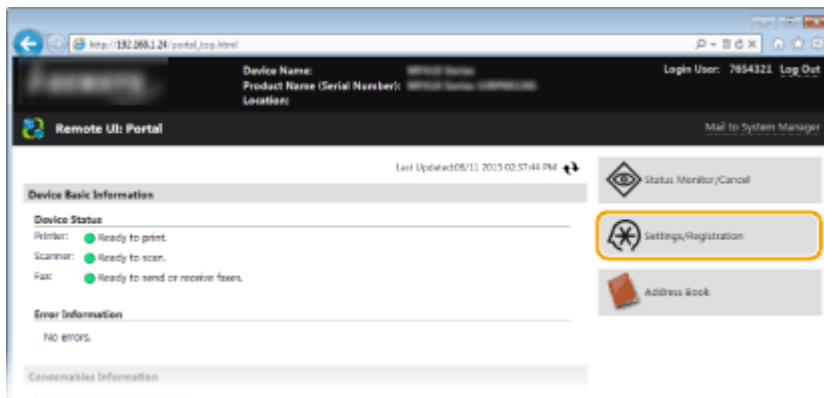 http://192.168.1.24/portal_top.html
Device Name:
Product Name (Serial Number):
Location:
Login User: 7654321 Log Out
Remote UI: Portal
Mail to System Manager
Last Updated:08/11 2015 02:57:44 PM
Device Basic Information
Device Status
Printer: Ready to print.
Scanner: Ready to scan.
Fax: Ready to send or receive faxes.
Error Information
No errors.
Consumables Information
Status Monitor/Cancel
Settings/Registration
Address Book